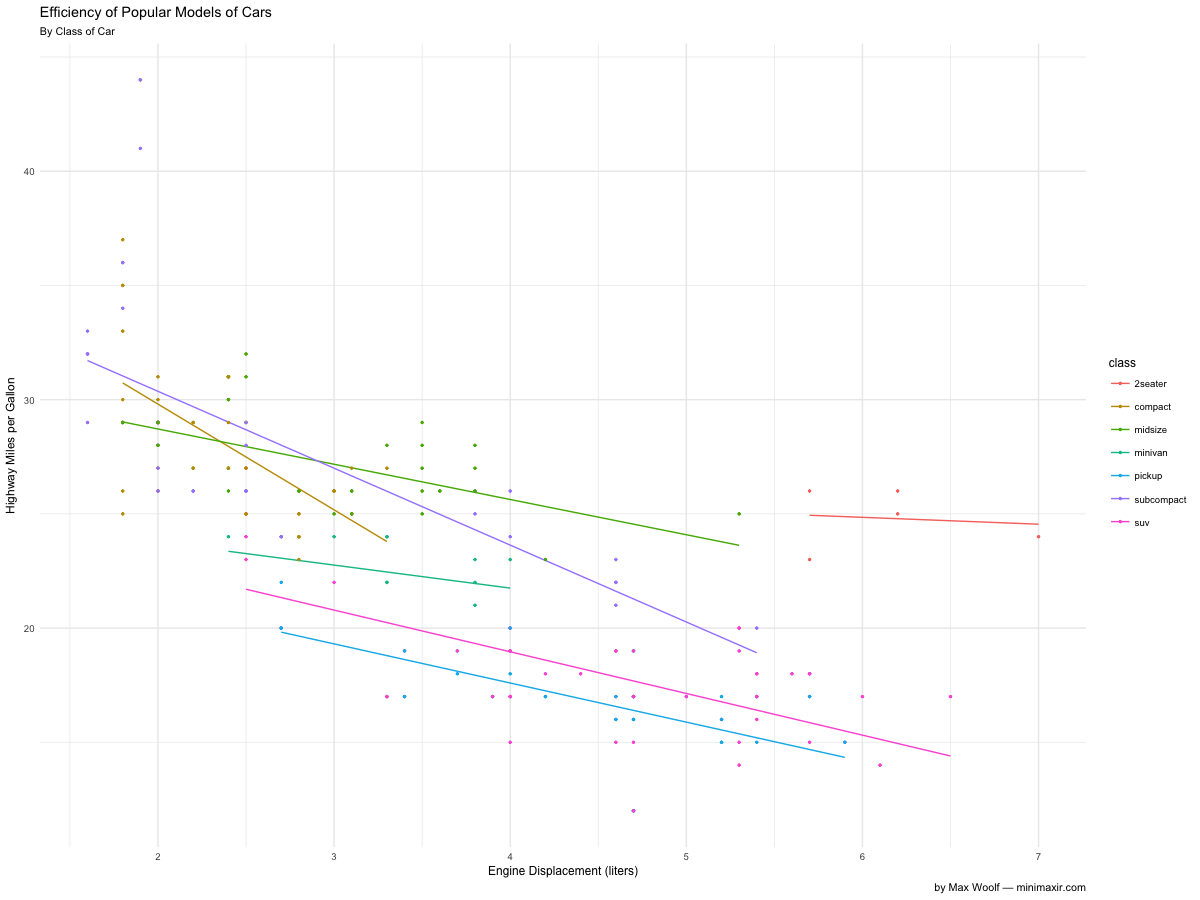 Efficiency of Popular Models of Cars
By Class of Car
Highway Miles per Gallon
40
30
20
2 3 4 5 6 7
Engine Displacement (liters)
class
2seater
compact
midsize
minivan
pickup
subcompact
suv
by Max Woolf — minimaxir.com